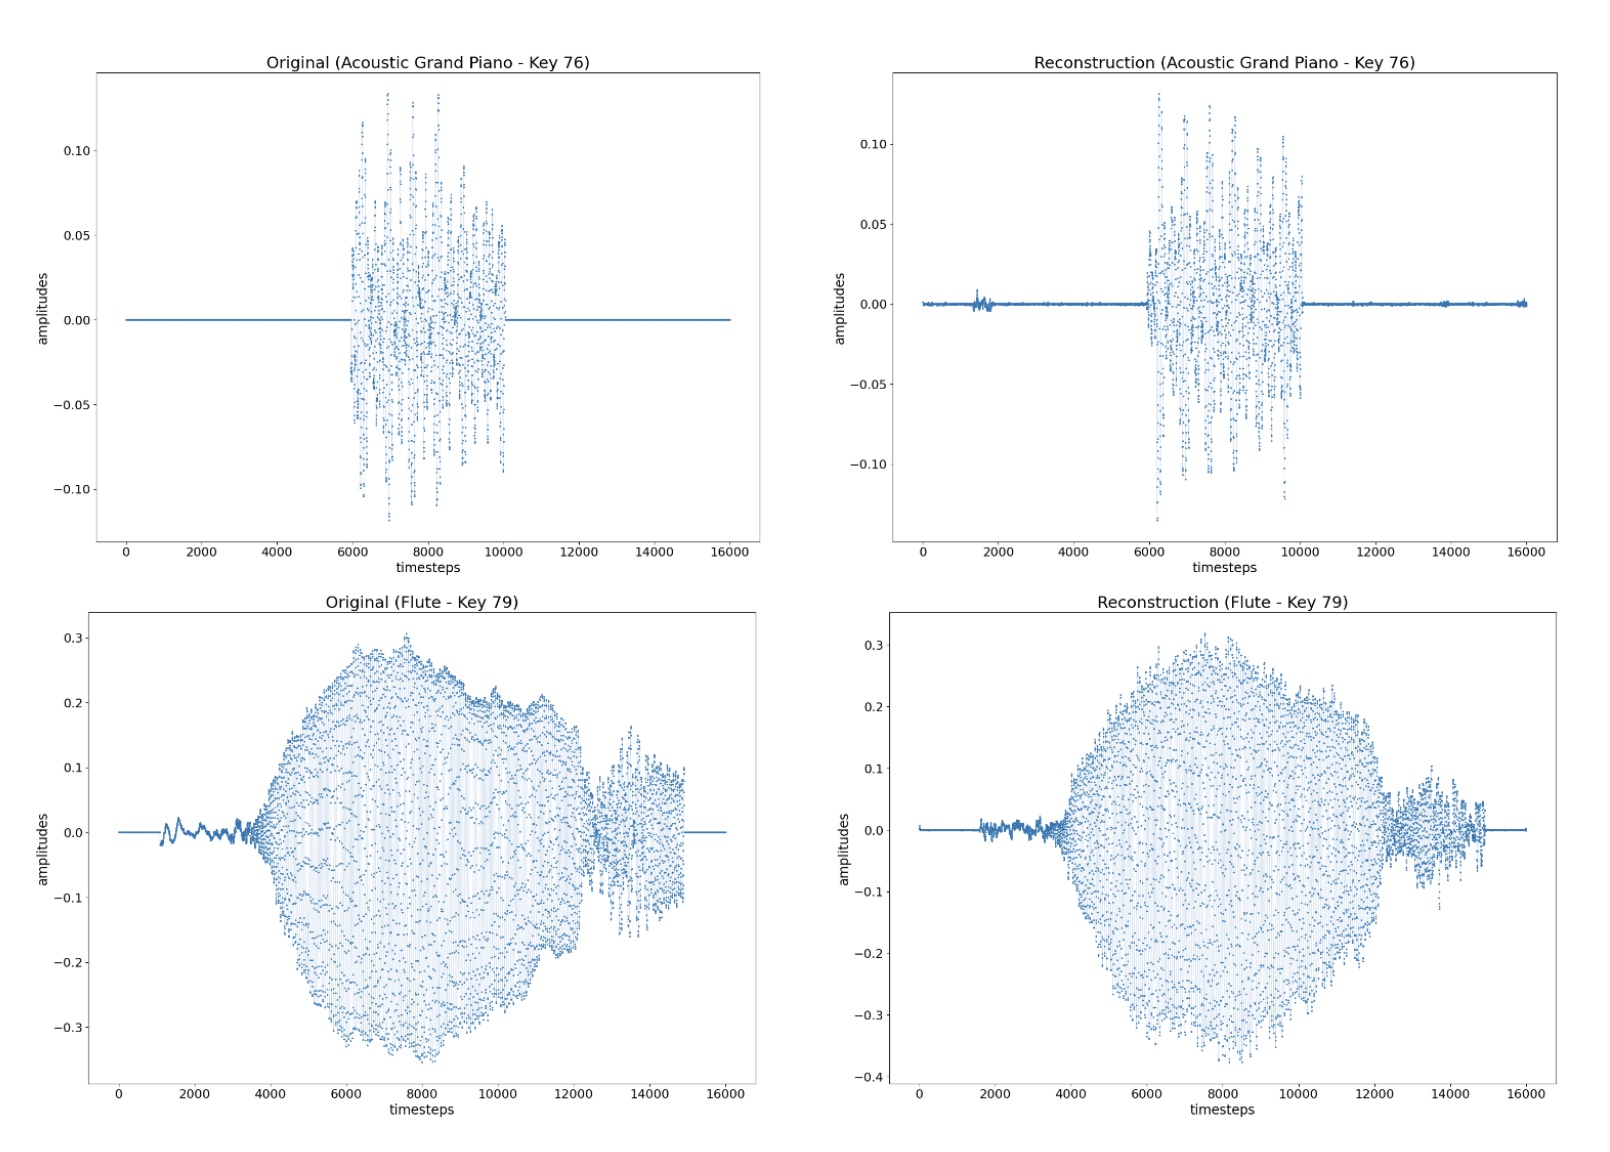 Original (Acoustic Grand Piano - Key 76)
0.10
0.05
0.00
−0.05
−0.10
amplitudes
0 2000 4000 6000 8000 10000 12000 14000 16000
timesteps
Reconstruction (Acoustic Grand Piano - Key 76)
0.10
0.05
0.00
−0.05
−0.10
amplitudes
0 2000 4000 6000 8000 10000 12000 14000 16000
timesteps
Original (Flute - Key 79)
0.3
0.2
0.1
0.0
−0.1
−0.2
−0.3
amplitudes
0 2000 4000 6000 8000 10000 12000 14000 16000
timesteps
Reconstruction (Flute - Key 79)
0.3
0.2
0.1
0.0
−0.1
−0.2
−0.3
−0.4
amplitudes
0 2000 4000 6000 8000 10000 12000 14000 16000
timesteps